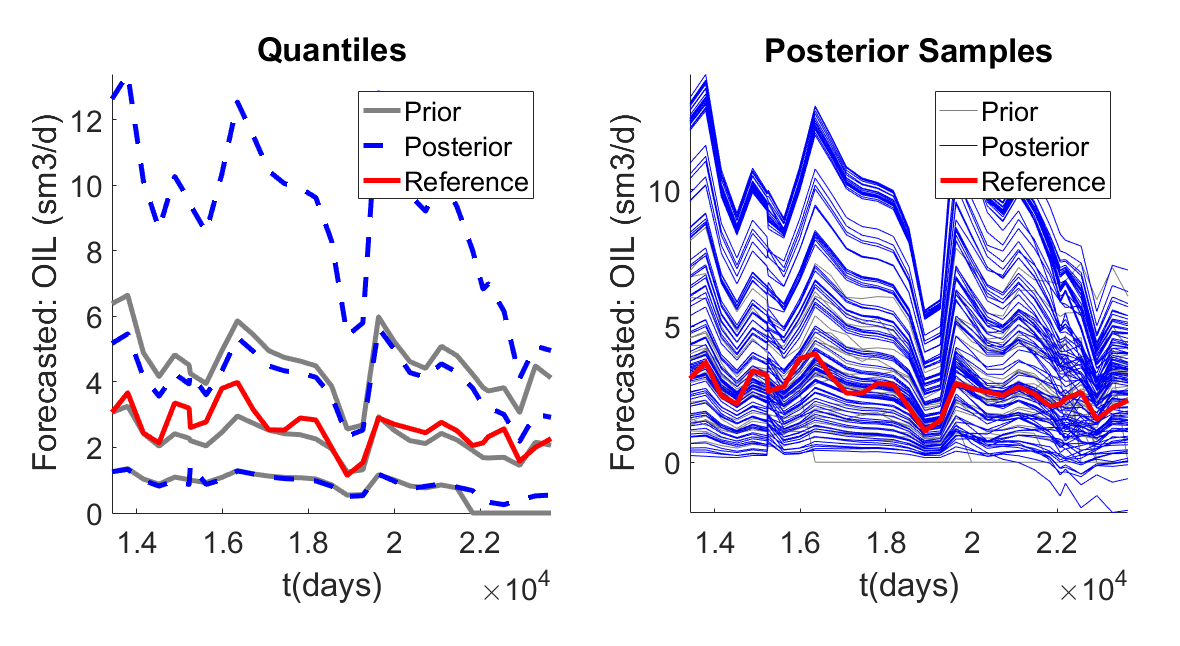 Quantiles
Forecasted: OIL (sm3/d)
12
10
8
6
4
2
0
Prior
Posterior
Reference
1.4 1.6 1.8 2 2.2
t(days) ×10^4
Posterior Samples
Forecasted: OIL (sm3/d)
10
5
0
Prior
Posterior
Reference
1.4 1.6 1.8 2 2.2
t(days) ×10^4